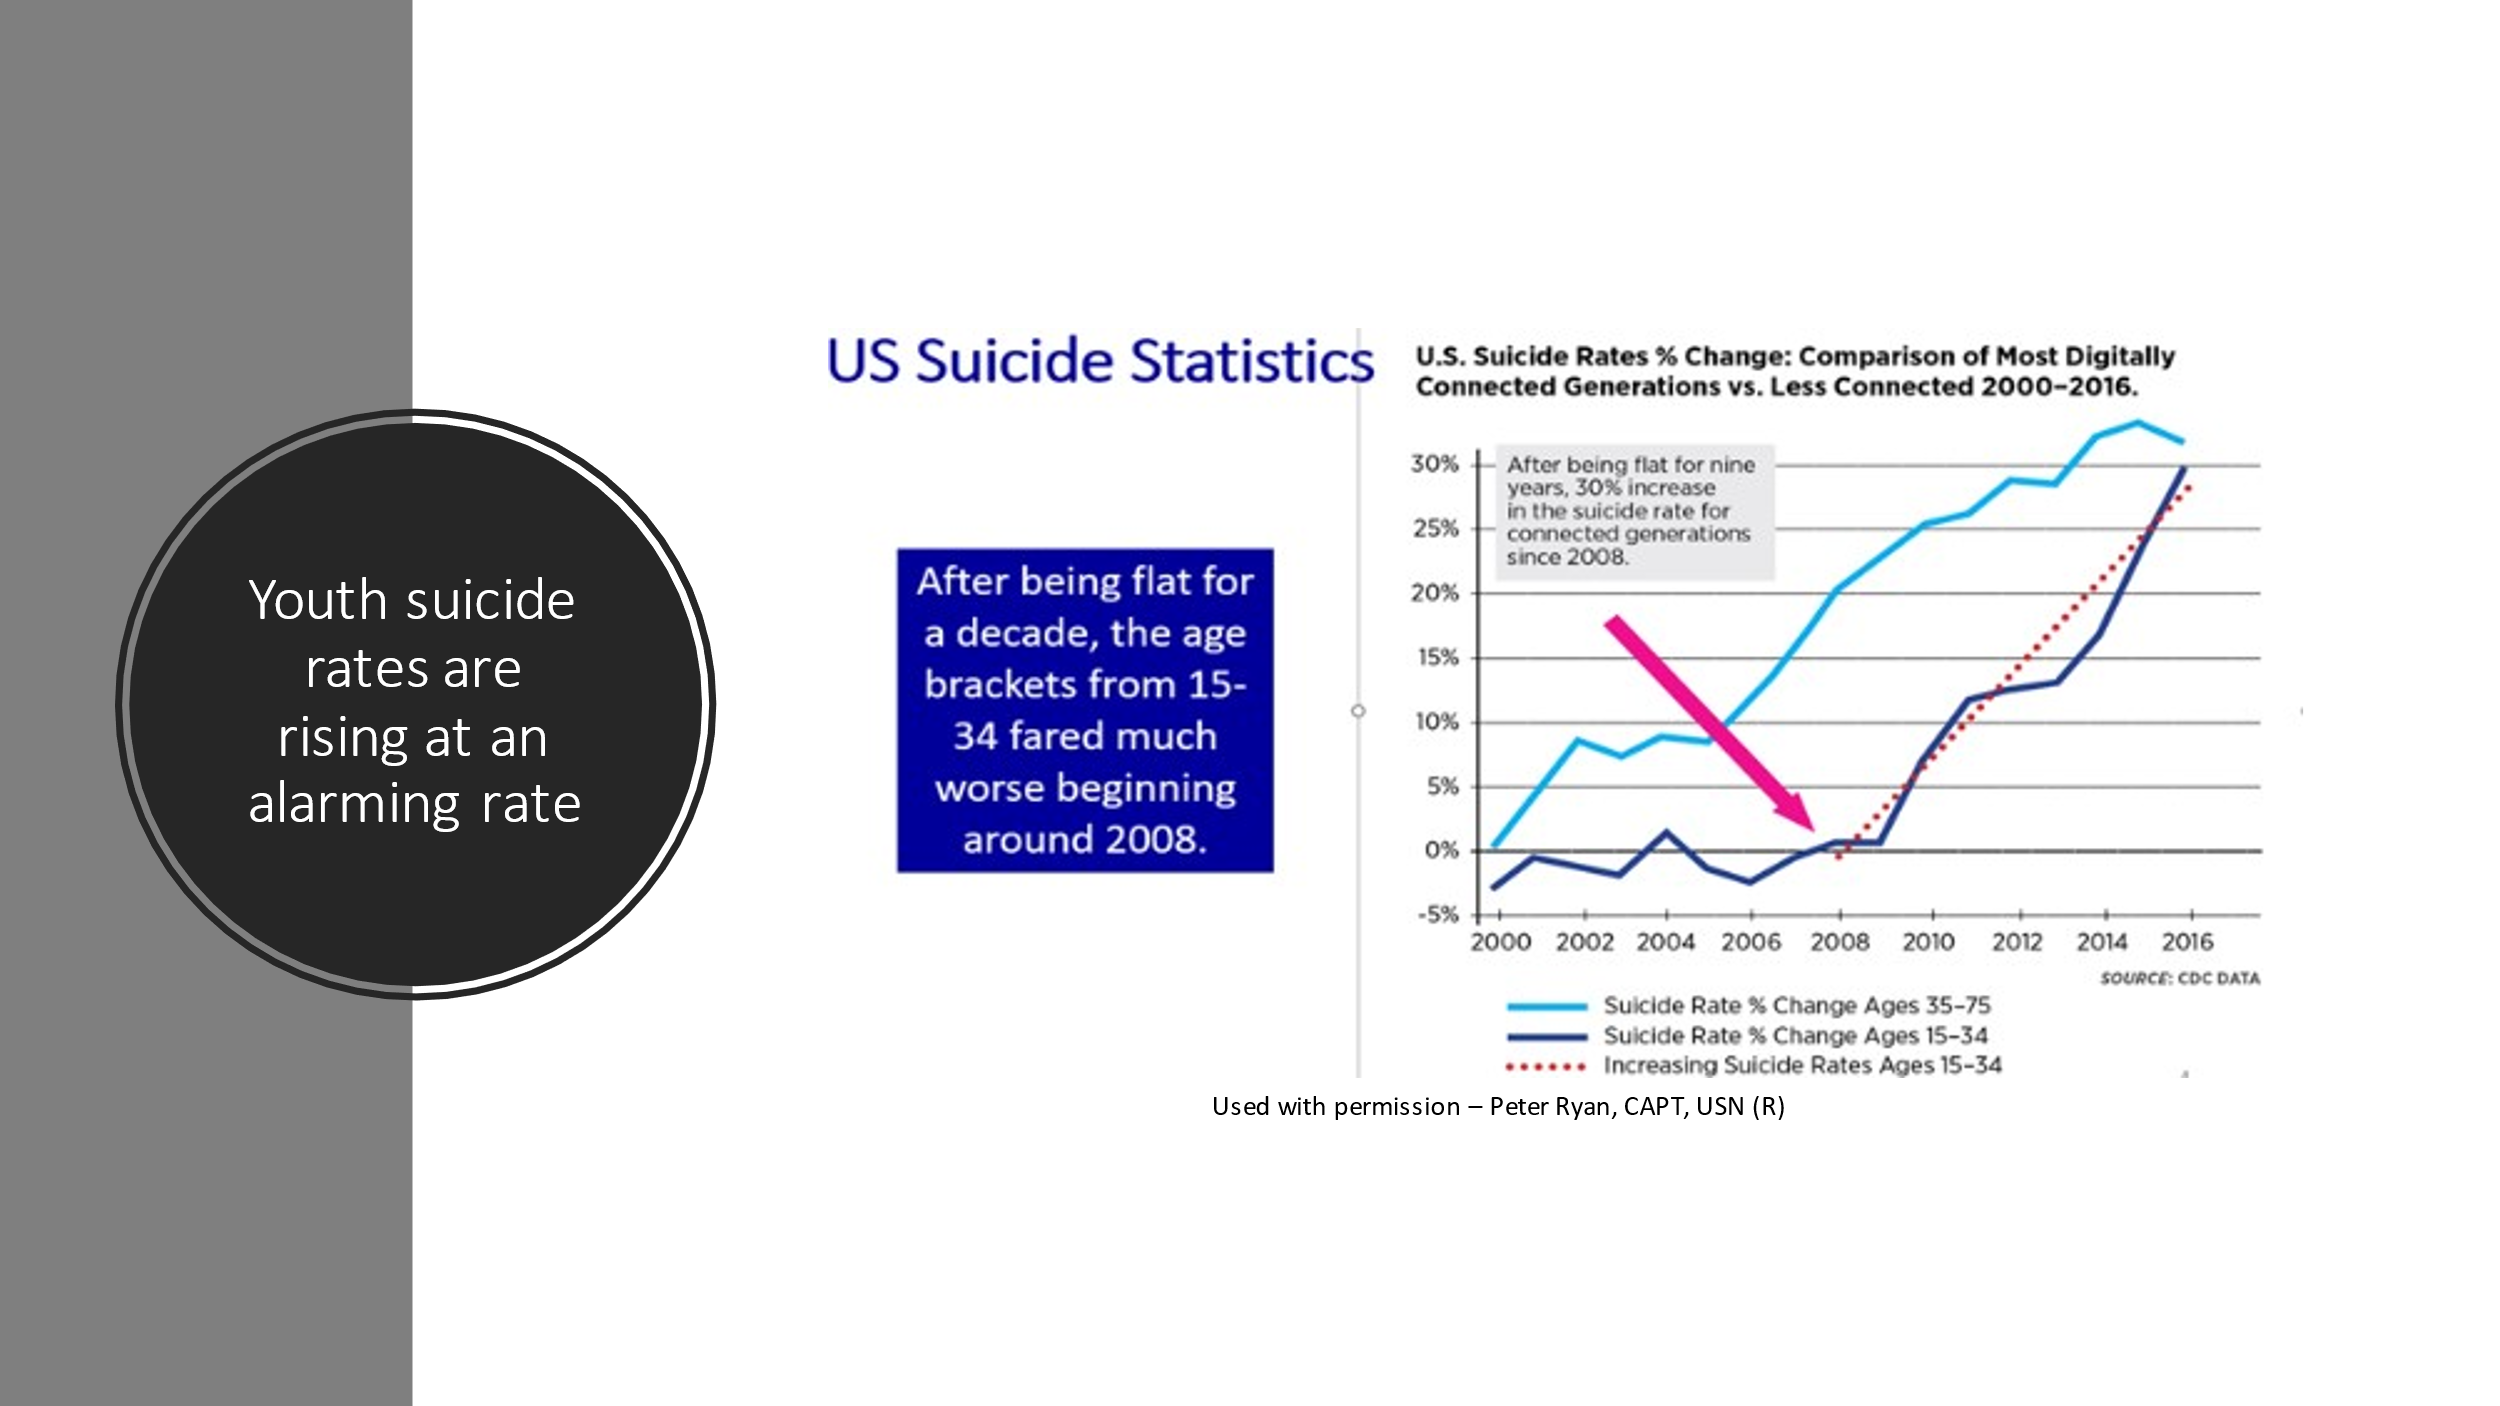 Youth suicide
rates are
rising at an
alarming rate
US Suicide Statistics
After being flat for
a decade, the age
brackets from 15-
34 fared much
worse beginning
around 2008.
U.S. Suicide Rates % Change: Comparison of Most Digitally
Connected Generations vs. Less Connected 2000–2016.
After being flat for nine
years, 30% increase
in the suicide rate for
connected generations
since 2008.
30%
25%
20%
15%
10%
5%
0%
-5%
2000 2002 2004 2006 2008 2010 2012 2014 2016
SOURCE: CDC DATA
Suicide Rate % Change Ages 35–75
Suicide Rate % Change Ages 15–34
Increasing Suicide Rates Ages 15–34
Used with permission – Peter Ryan, CAPT, USN (R)